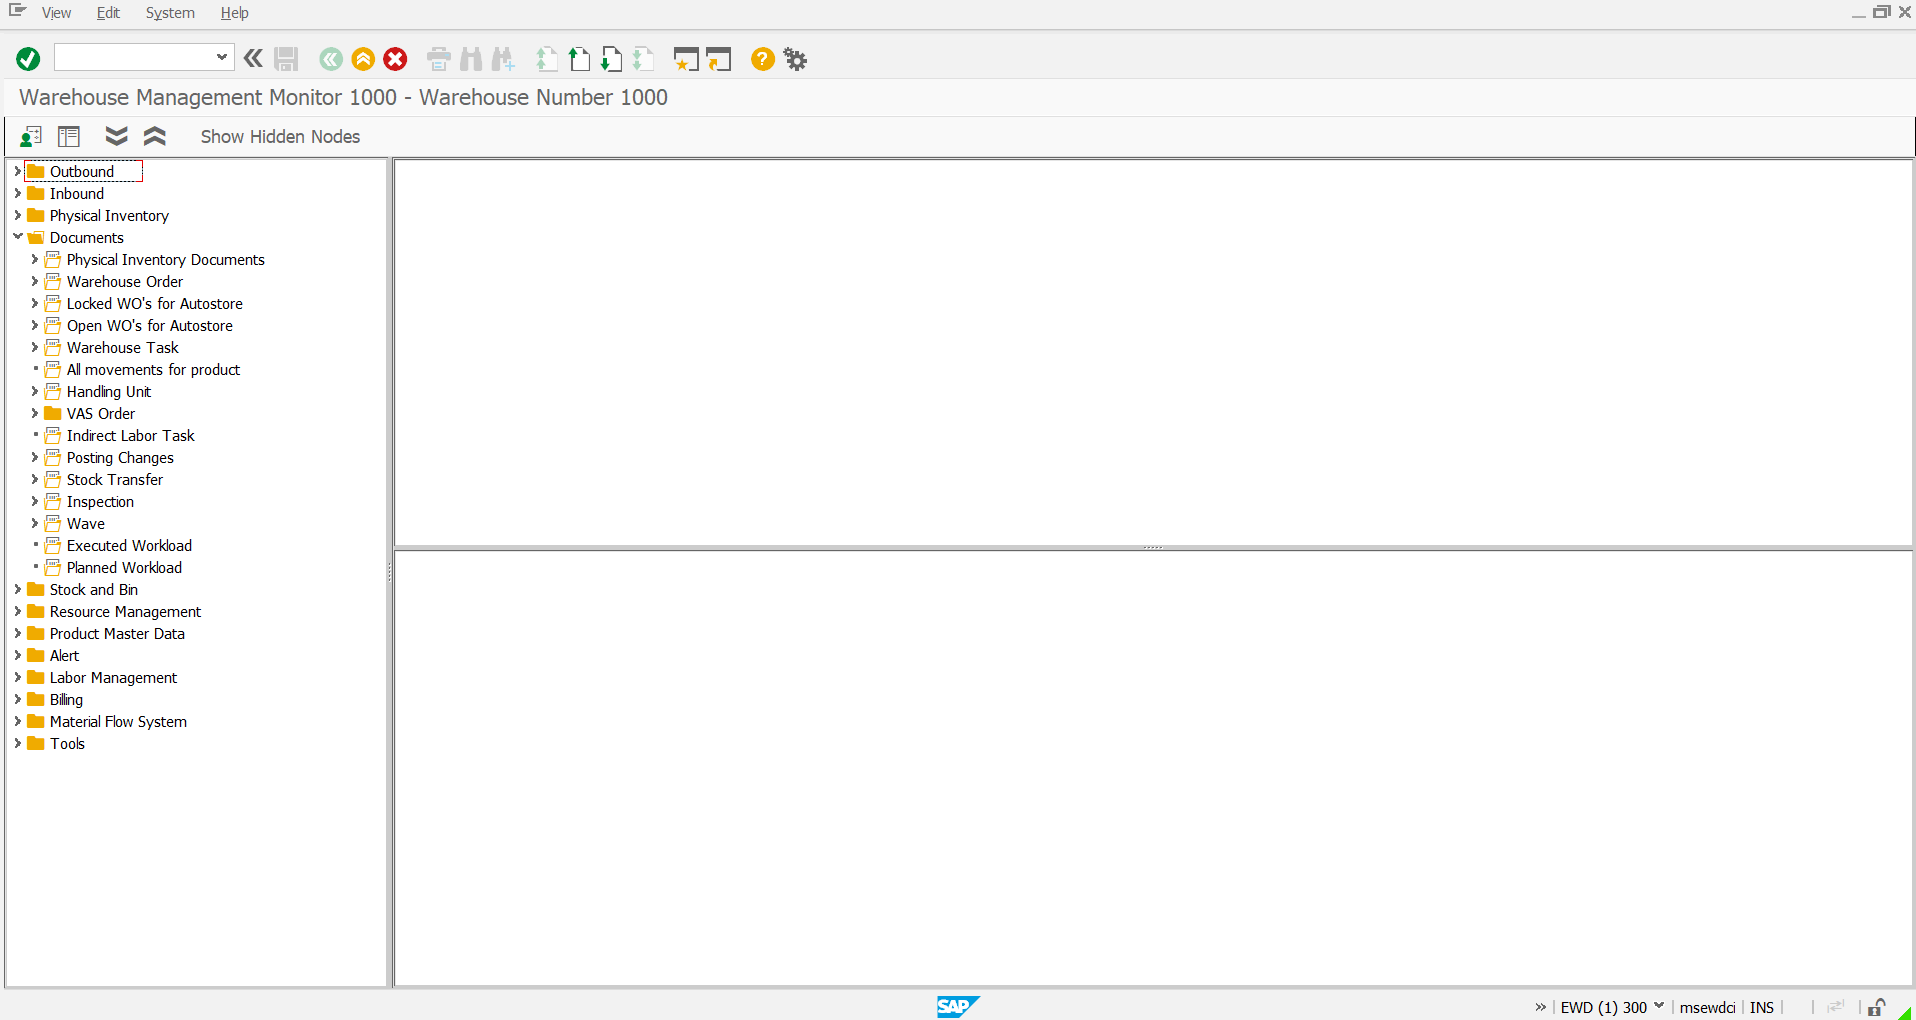 View Edit System Help
Warehouse Management Monitor 1000 - Warehouse Number 1000
Show Hidden Nodes
Outbound
Inbound
Physical Inventory
Documents
Physical Inventory Documents
Warehouse Order
Locked WO's for Autostore
Open WO's for Autostore
Warehouse Task
All movements for product
Handling Unit
VAS Order
Indirect Labor Task
Posting Changes
Stock Transfer
Inspection
Wave
Executed Workload
Planned Workload
Stock and Bin
Resource Management
Product Master Data
Alert
Labor Management
Billing
Material Flow System
Tools
SAP
EWD (1) 300 msewdci INS